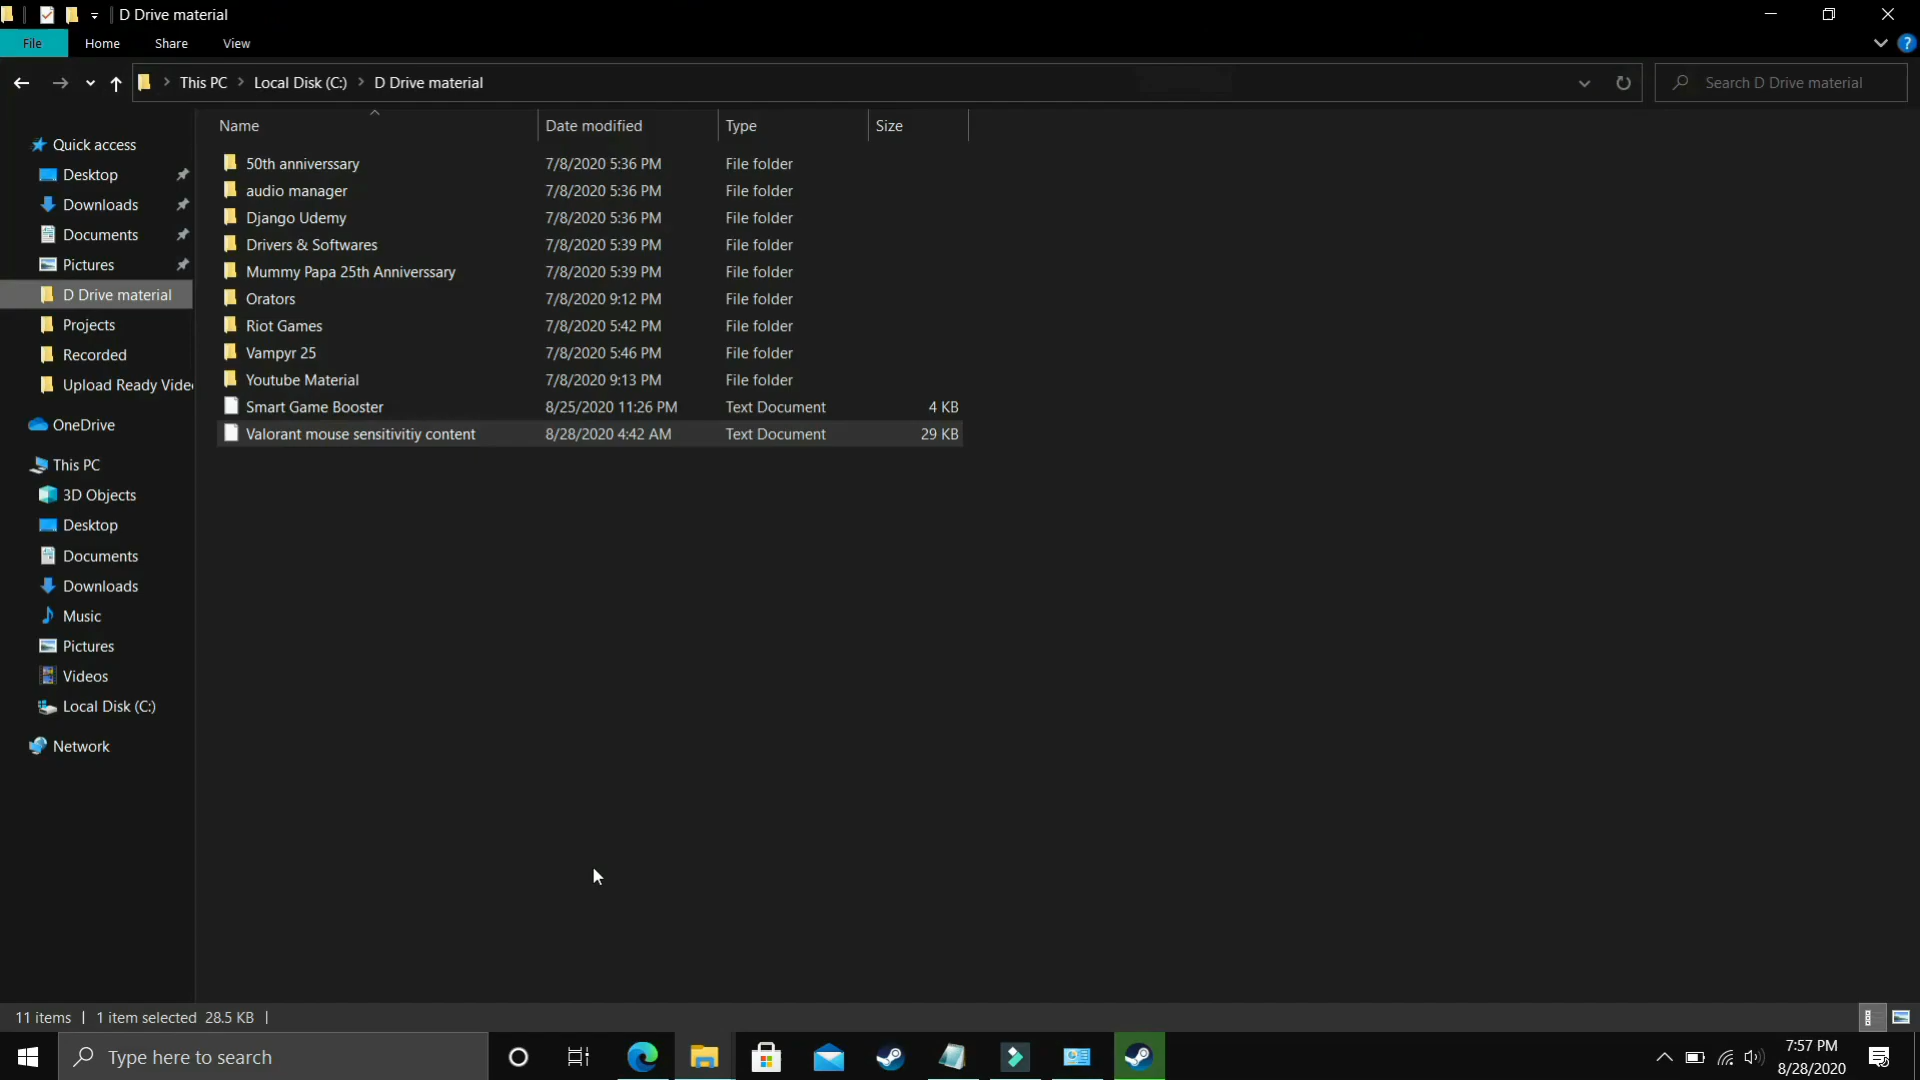 D Drive material
File Home Share View
This PC Local Disk (C:) D Drive material Search D Drive material
Name Date modified Type Size
50th anniverssary 7/8/2020 5:36 PM File folder
audio manager 7/8/2020 5:36 PM File folder
Django Udemy 7/8/2020 5:36 PM File folder
Drivers & Softwares 7/8/2020 5:39 PM File folder
Mummy Papa 25th Anniverssary 7/8/2020 5:39 PM File folder
Orators 7/8/2020 9:12 PM File folder
Riot Games 7/8/2020 5:42 PM File folder
Vampyr 25 7/8/2020 5:46 PM File folder
Youtube Material 7/8/2020 9:13 PM File folder
Smart Game Booster 8/25/2020 11:26 PM Text Document 4 KB
Valorant mouse sensitivitiy content 8/28/2020 4:42 AM Text Document 29 KB
Quick access
Desktop
Downloads
Documents
Pictures
D Drive material
Projects
Recorded
Upload Ready Vide
OneDrive
This PC
3D Objects
Desktop
Documents
Downloads
Music
Pictures
Videos
Local Disk (C:)
Network
11 items 1 item selected 28.5 KB
Type here to search
7:57 PM
8/28/2020